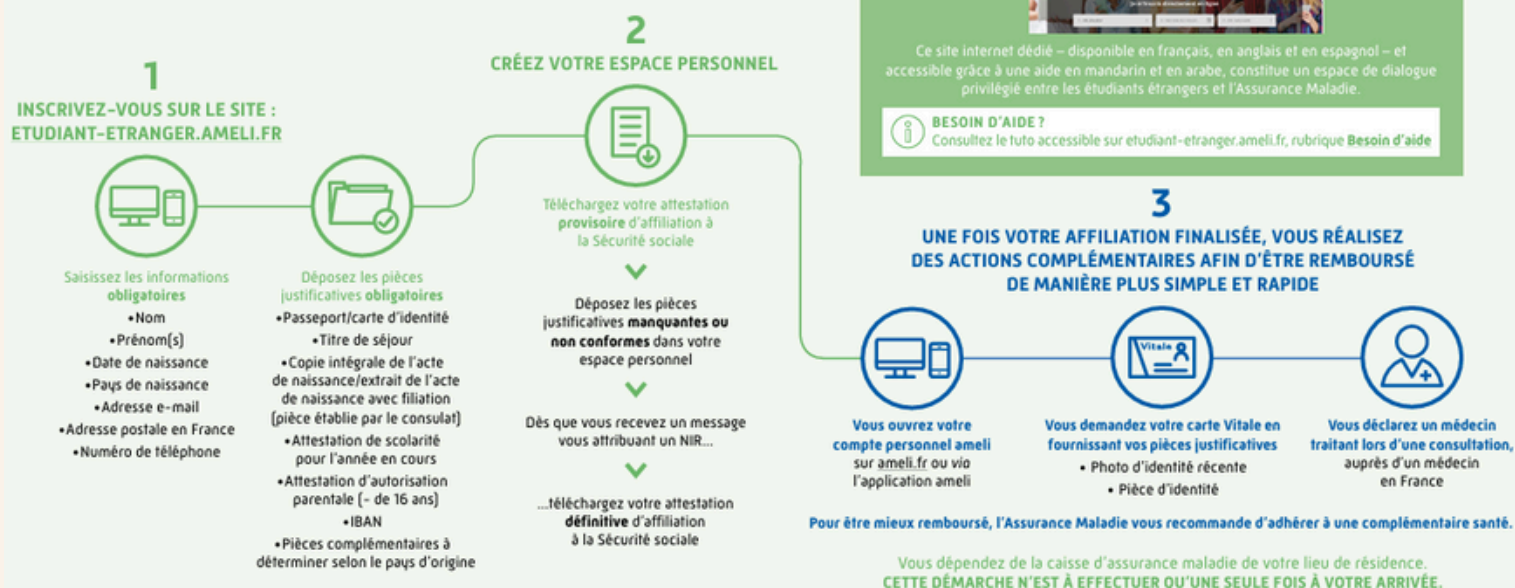 1
INSCRIVEZ-VOUS SUR LE SITE :
ETUDIANT-ETRANGER.AMELI.FR
Saisissez les informations
obligatoires
•Nom
•Prénom(s)
•Date de naissance
•Pays de naissance
•Adresse e-mail
•Adresse postale en France
•Numéro de téléphone
Déposez les pièces
justificatives obligatoires
•Passeport/carte d'identité
•Titre de séjour
•Copie intégrale de l'acte
de naissance/extrait de l'acte
de naissance avec filiation
(pièce établie par le consulat)
•Attestation de scolarité
pour l'année en cours
•Attestation d'autorisation
parentale (- de 16 ans)
•IBAN
•Pièces complémentaires à
déterminer selon le pays d'origine
2
CRÉEZ VOTRE ESPACE PERSONNEL
Téléchargez votre attestation
provisoire d'affiliation à
la Sécurité sociale
Déposez les pièces
justificatives manquantes ou
non conformes dans votre
espace personnel
Dès que vous recevez un message
vous attribuant un NIR...
...téléchargez votre attestation
définitive d'affiliation
à la Sécurité sociale
Ce site internet dédié – disponible en français, en anglais et en espagnol – et
accessible grâce à une aide en mandarin et en arabe, constitue un espace de dialogue
privilégié entre les étudiants étrangers et l'Assurance Maladie.
BESOIN D'AIDE ?
Consultez le tuto accessible sur etudiant-etranger.ameli.fr, rubrique Besoin d'aide
3
UNE FOIS VOTRE AFFILIATION FINALISÉE, VOUS RÉALISEZ
DES ACTIONS COMPLÉMENTAIRES AFIN D'ÊTRE REMBOURSÉ
DE MANIÈRE PLUS SIMPLE ET RAPIDE
Vitale
Vous ouvrez votre
compte personnel ameli
sur ameli.fr ou via
l'application ameli
Vous demandez votre carte Vitale en
fournissant vos pièces justificatives
• Photo d'identité récente
• Pièce d'identité
Vous déclarez un médecin
traitant lors d'une consultation,
auprès d'un médecin
en France
Pour être mieux remboursé, l'Assurance Maladie vous recommande d'adhérer à une complémentaire santé.
Vous dépendez de la caisse d'assurance maladie de votre lieu de résidence.
CETTE DÉMARCHE N'EST À EFFECTUER QU'UNE SEULE FOIS À VOTRE ARRIVÉE.